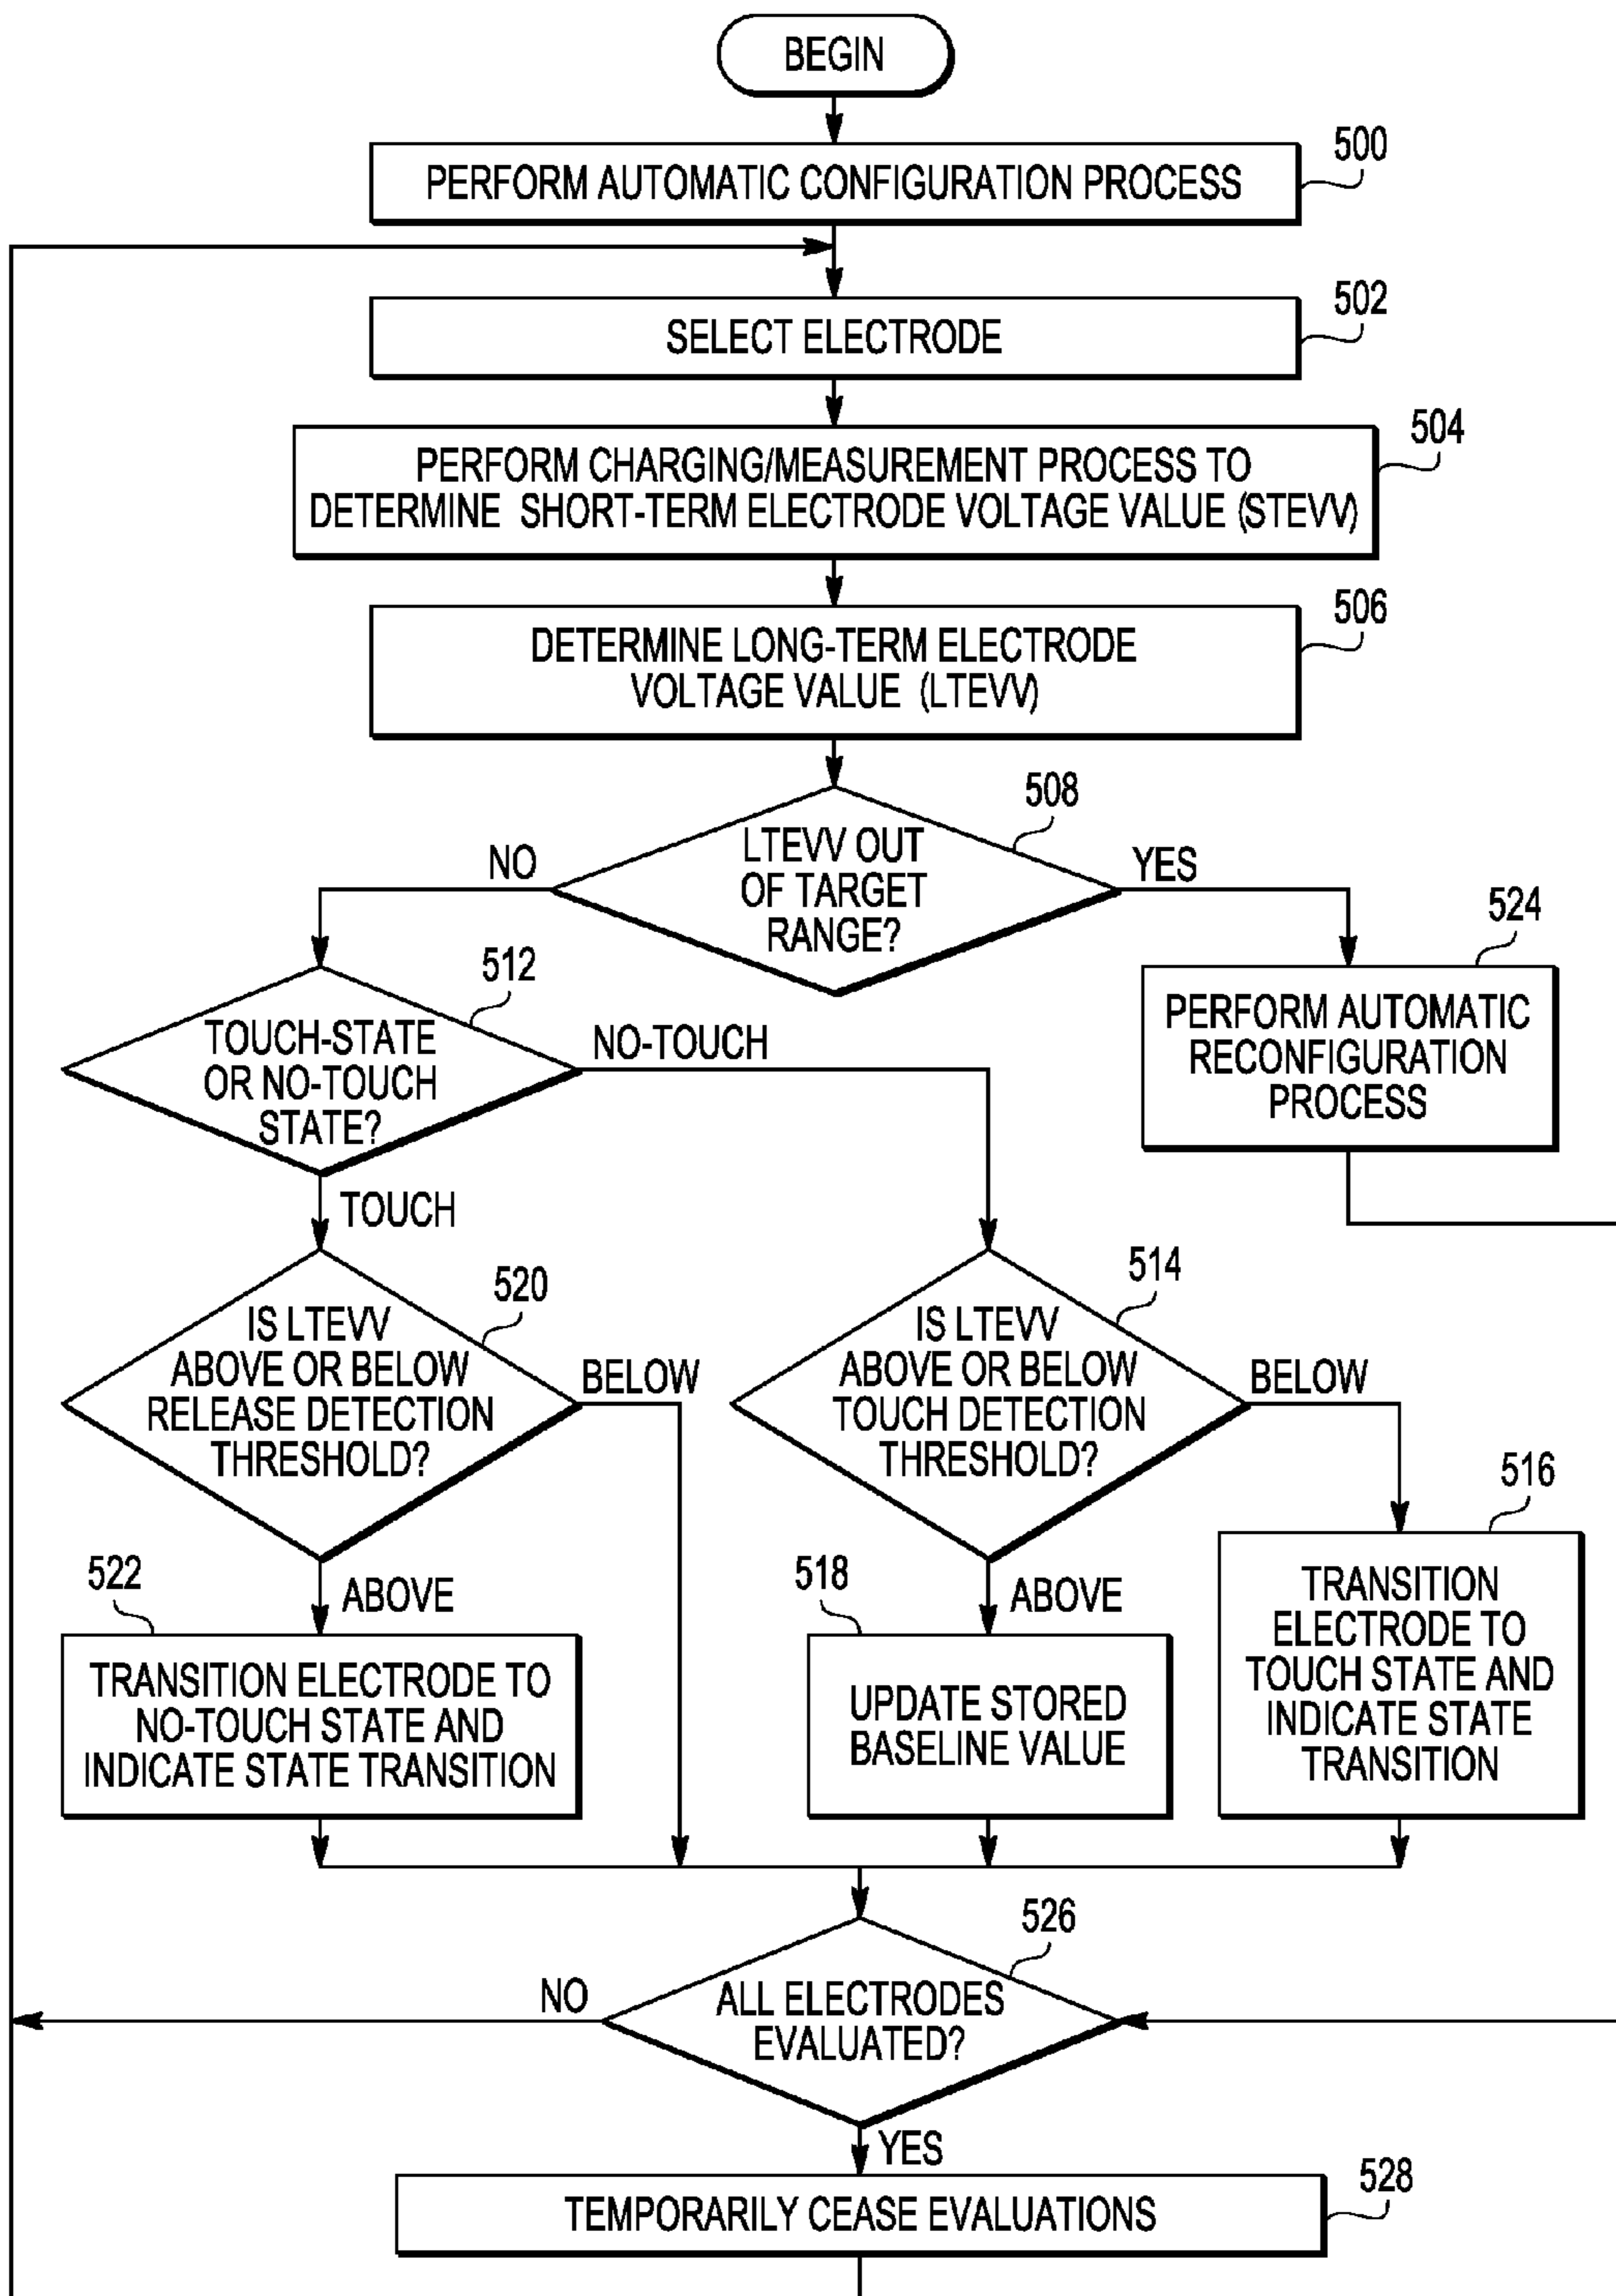 BEGIN
500
PERFORM AUTOMATIC CONFIGURATION PROCESS
502
SELECT ELECTRODE
504
PERFORM CHARGING/MEASUREMENT PROCESS TO
DETERMINE SHORT-TERM ELECTRODE VOLTAGE VALUE (STEVV)
506
DETERMINE LONG-TERM ELECTRODE
VOLTAGE VALUE (LTEVV)
508
LTEVV OUT
OF TARGET
RANGE?
NO
YES
512
TOUCH-STATE
OR NO-TOUCH
STATE?
NO-TOUCH
TOUCH
524
PERFORM AUTOMATIC
RECONFIGURATION
PROCESS
520
IS LTEVV
ABOVE OR BELOW
RELEASE DETECTION
THRESHOLD?
BELOW
ABOVE
514
IS LTEVV
ABOVE OR BELOW
TOUCH DETECTION
THRESHOLD?
BELOW
ABOVE
522
TRANSITION ELECTRODE TO
NO-TOUCH STATE AND
INDICATE STATE TRANSITION
518
UPDATE STORED
BASELINE VALUE
516
TRANSITION
ELECTRODE TO
TOUCH STATE AND
INDICATE STATE
TRANSITION
526
ALL ELECTRODES
EVALUATED?
NO
YES
528
TEMPORARILY CEASE EVALUATIONS